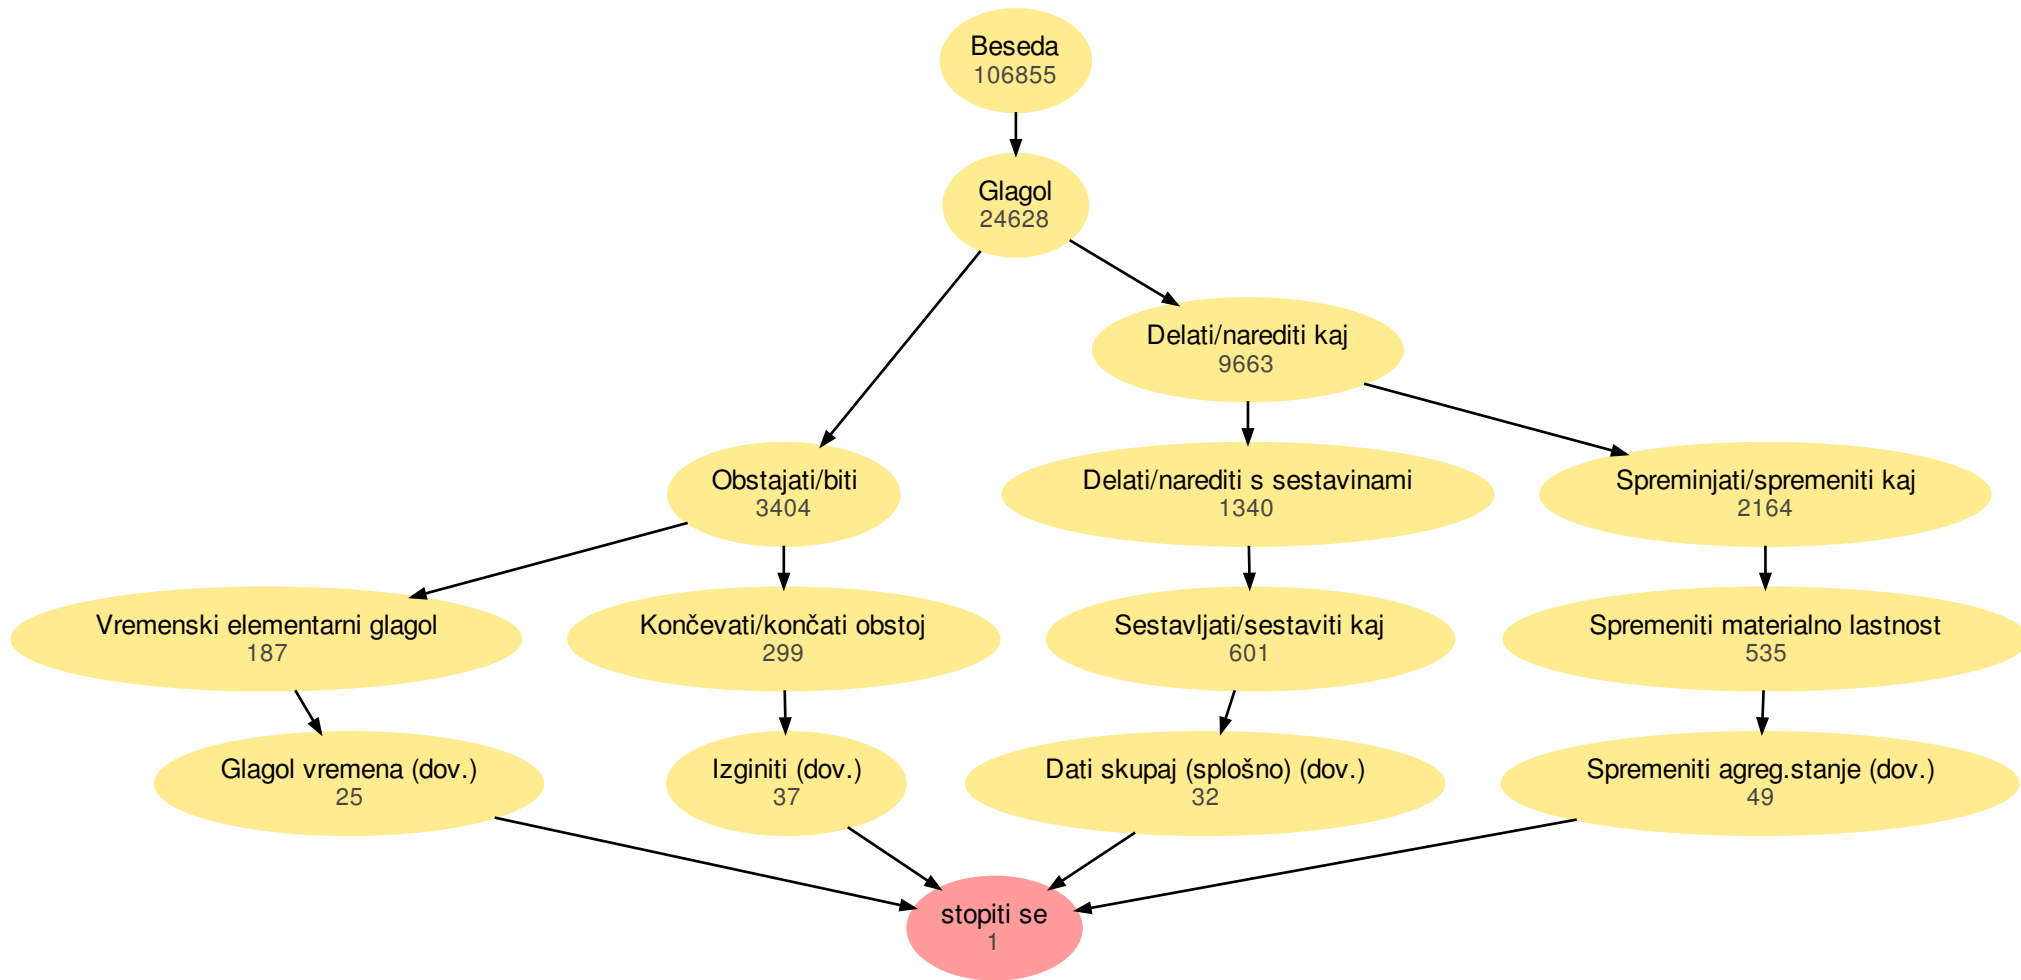 Beseda
106855
Glagol
24628
Delati/narediti kaj
9663
Obstajati/biti
3404
Delati/narediti s sestavinami
1340
Spreminjati/spremeniti kaj
2164
Vremenski elementarni glagol
187
Končevati/končati obstoj
299
Sestavljati/sestaviti kaj
601
Spremeniti materialno lastnost
535
Glagol vremena (dov.)
25
Izginiti (dov.)
37
Dati skupaj (splošno) (dov.)
32
Spremeniti agreg.stanje (dov.)
49
stopiti se
1